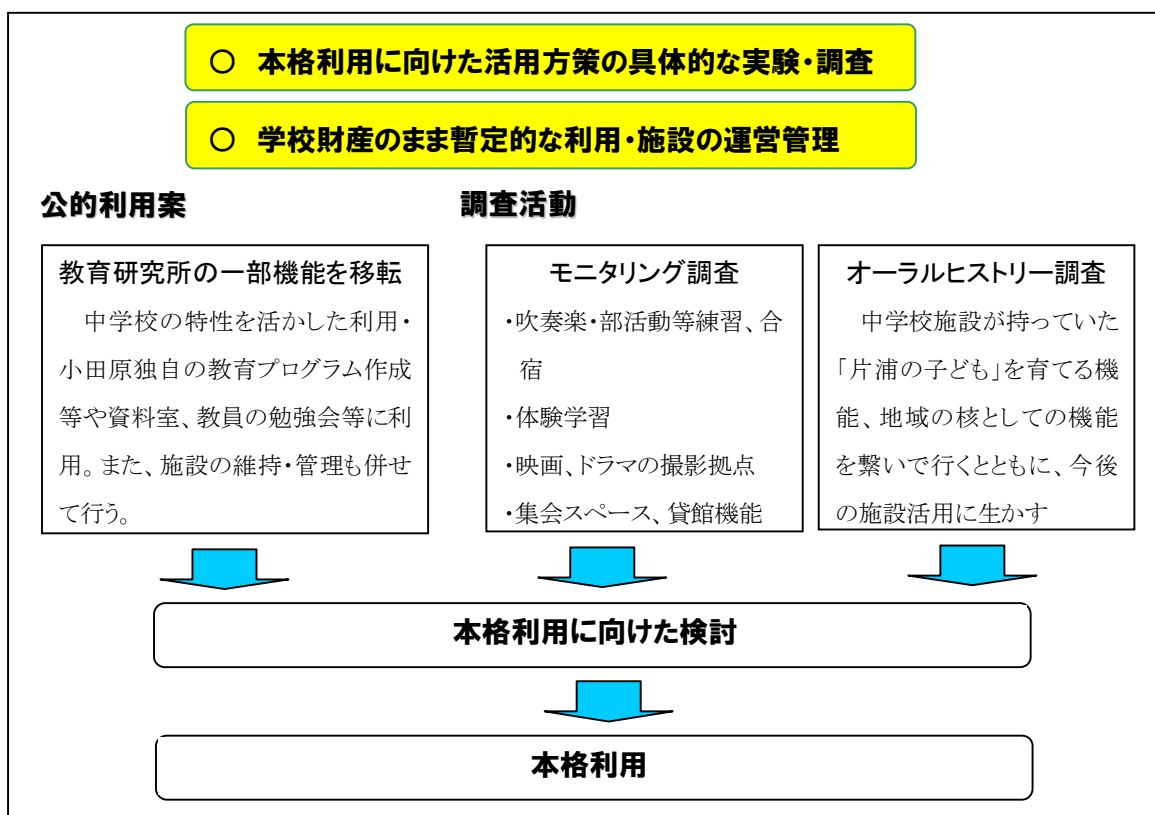 ○ 本格利用に向けた活用方策の具体的な実験・調査
○ 学校財産のまま暫定的な利用・施設の運営管理
公的利用案
調査活動
教育研究所の一部機能を移転
中学校の特性を活かした利用・
小田原独自の教育プログラム作成
等や資料室、教員の勉強会等に利
用。また、施設の維持・管理も併せ
て行う。
モニタリング調査
・吹奏楽・部活動等練習、合
宿
・体験学習
・映画、ドラマの撮影拠点
・集会スペース、貸館機能
オーラルヒストリー調査
中学校施設が持っていた
「片浦の子ども」を育てる機
能、地域の核としての機能
を繋いで行くとともに、今後
の施設活用に生かす
本格利用に向けた検討
本格利用